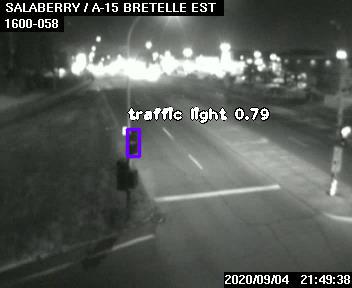 SALABERRY / A-15 BRETELLE EST
1600-058
traffic light 0.79
2020/09/04 21:49:38